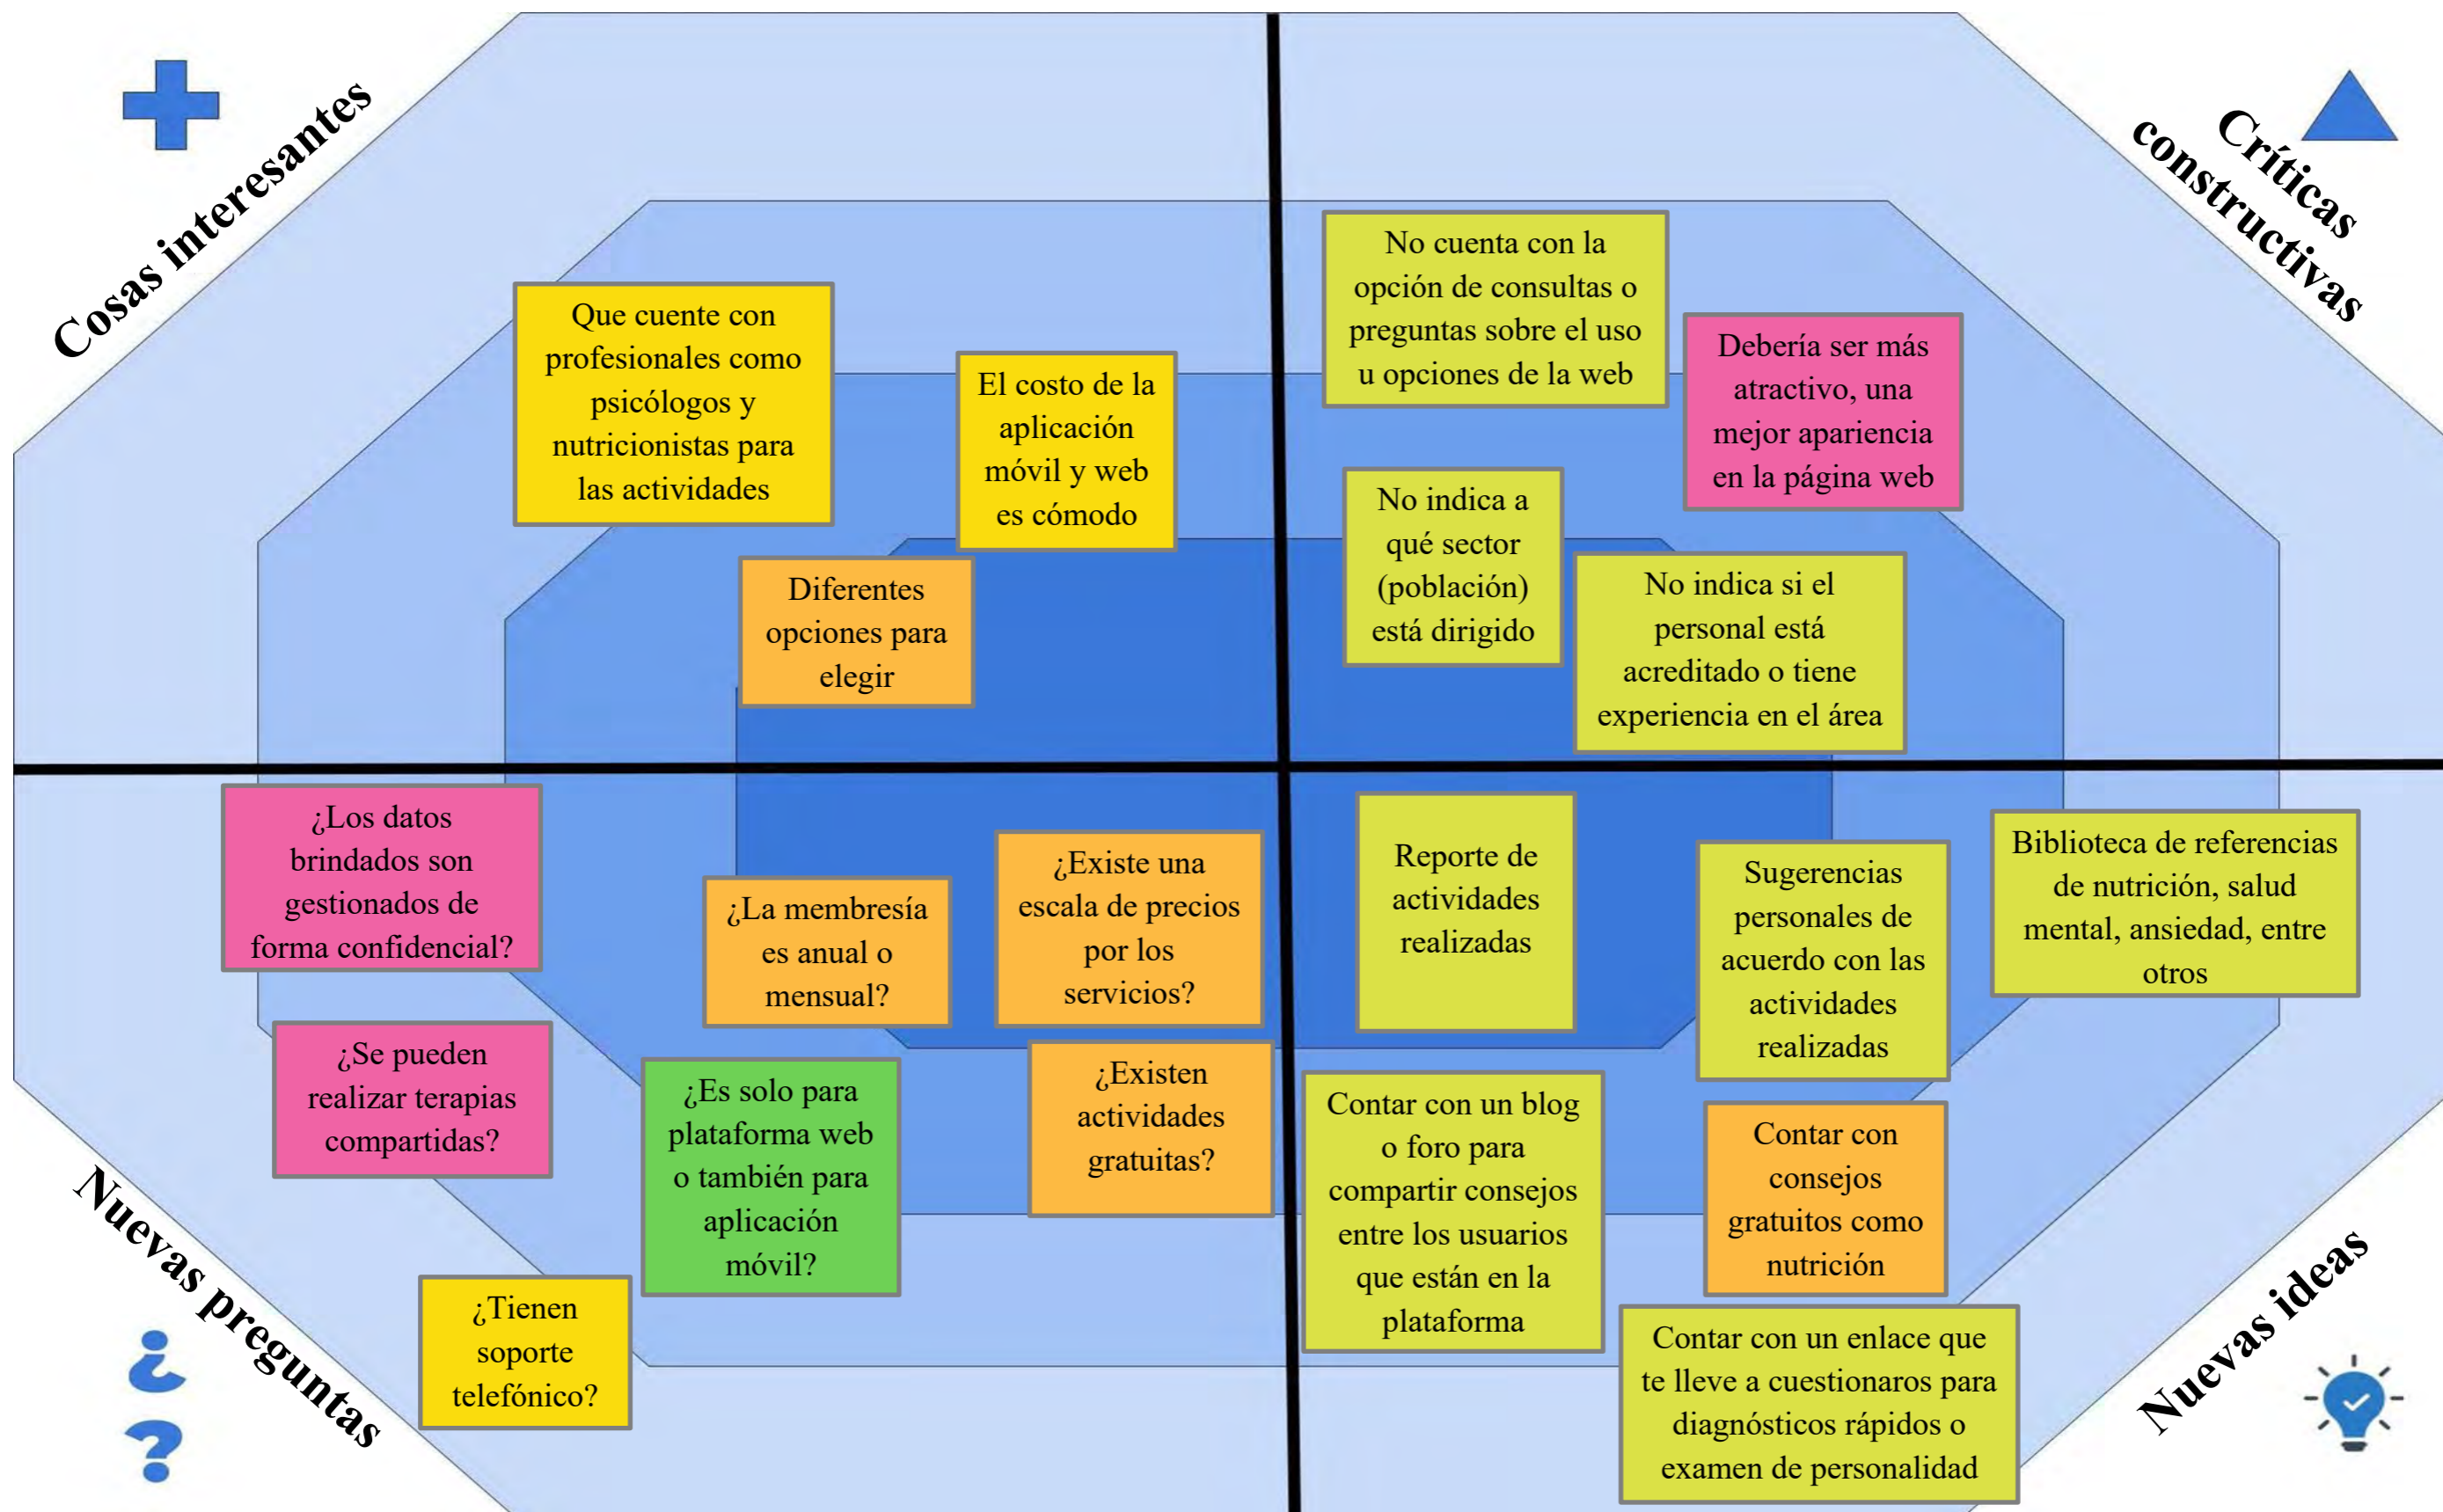 Cosas interesantes
Que cuente con
profesionales como
psicólogos y
nutricionistas para
las actividades
El costo de la
aplicación
móvil y web
es cómodo
Diferentes
opciones para
elegir
Críticas
constructivas
No cuenta con la
opción de consultas o
preguntas sobre el uso
u opciones de la web
Debería ser más
atractivo, una
mejor apariencia
en la página web
No indica a
qué sector
(población)
está dirigido
No indica si el
personal está
acreditado o tiene
experiencia en el área
Nuevas preguntas
¿Los datos
brindados son
gestionados de
forma confidencial?
¿La membresía
es anual o
mensual?
¿Existe una
escala de precios
por los
servicios?
¿Se pueden
realizar terapias
compartidas?
¿Es solo para
plataforma web
o también para
aplicación
móvil?
¿Existen
actividades
gratuitas?
¿Tienen
soporte
telefónico?
¿
?
Nuevas ideas
Reporte de
actividades
realizadas
Sugerencias
personales de
acuerdo con las
actividades
realizadas
Biblioteca de referencias
de nutrición, salud
mental, ansiedad, entre
otros
Contar con un blog
o foro para
compartir consejos
entre los usuarios
que están en la
plataforma
Contar con
consejos
gratuitos como
nutrición
Contar con un enlace que
te lleve a cuestionaros para
diagnósticos rápidos o
examen de personalidad